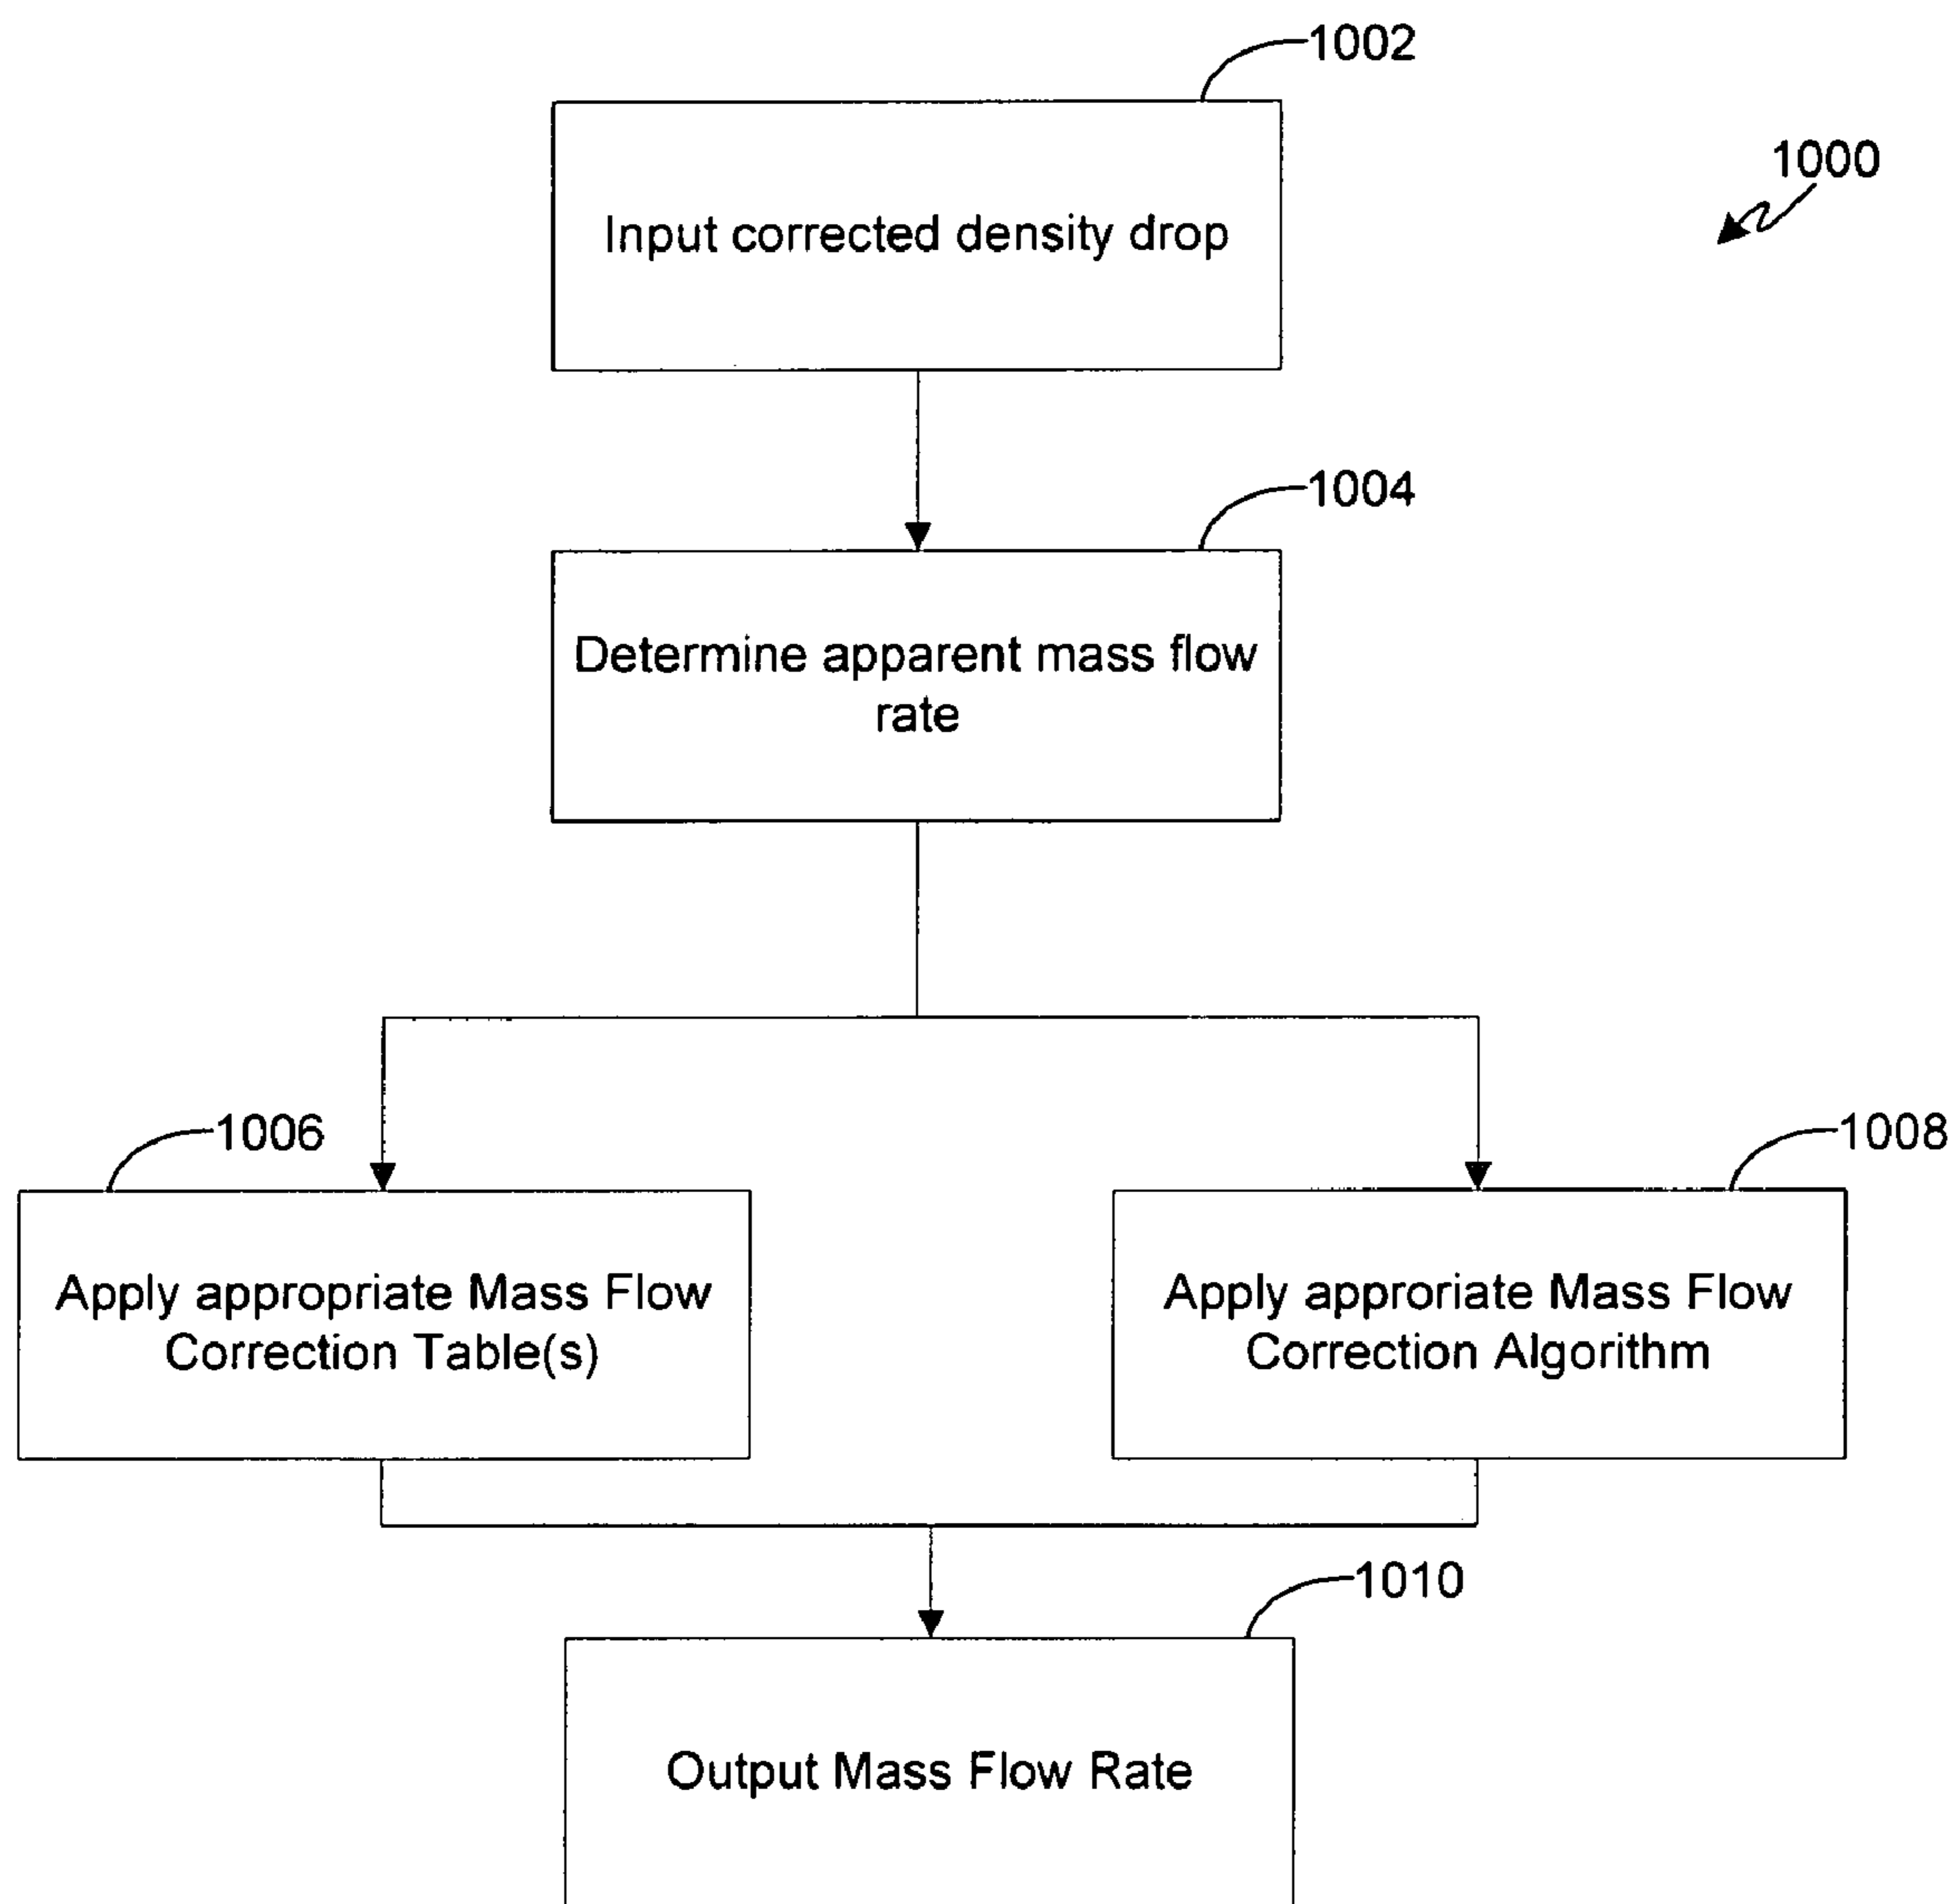 1002
1000
Input corrected density drop
1004
Determine apparent mass flow
rate
1006
1008
Apply appropriate Mass Flow
Correction Table(s)
Apply approriate Mass Flow
Correction Algorithm
1010
Output Mass Flow Rate